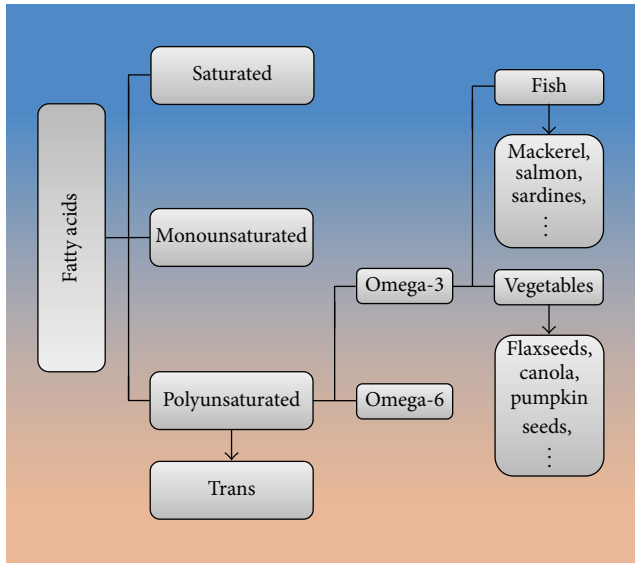 Fatty acids
Saturated
Monounsaturated
Polyunsaturated
Trans
Omega-3
Omega-6
Fish
Mackerel,
salmon,
sardines,
⋮
Vegetables
Flaxseeds,
canola,
pumpkin
seeds,
⋮